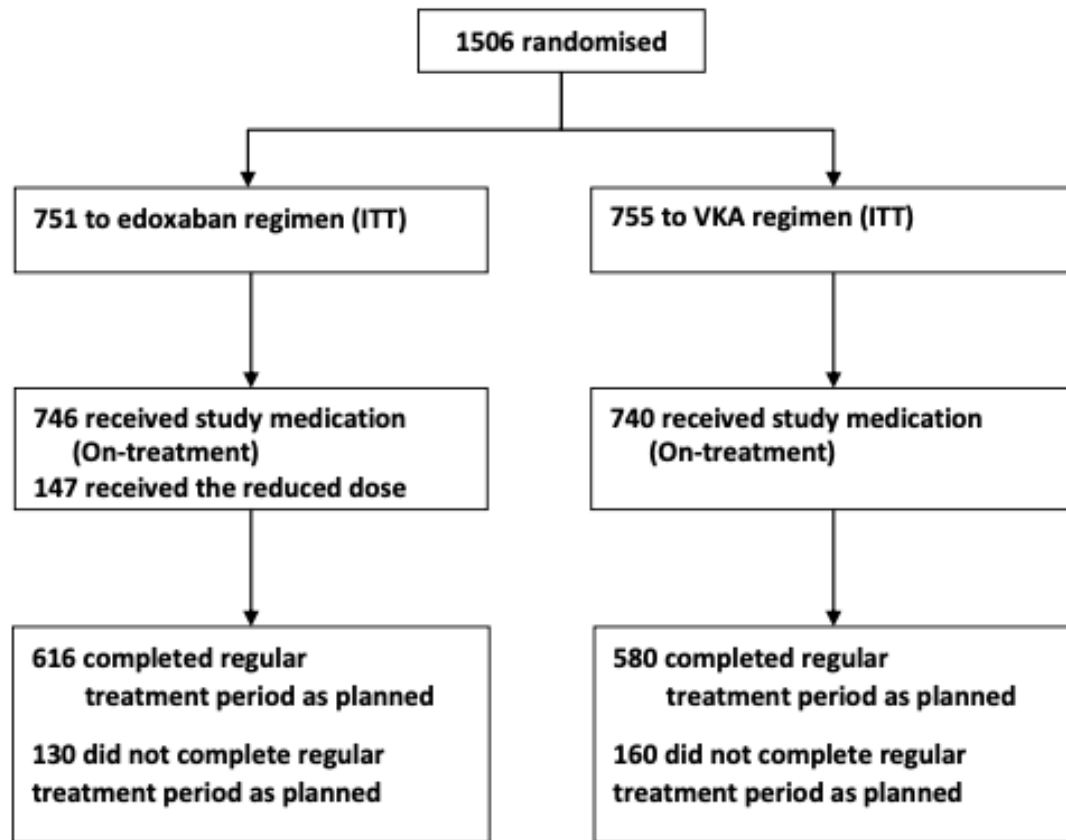 1506 randomised
751 to edoxaban regimen (ITT)
755 to VKA regimen (ITT)
746 received study medication
(On-treatment)
147 received the reduced dose
740 received study medication
(On-treatment)
616 completed regular
treatment period as planned
130 did not complete regular
treatment period as planned
580 completed regular
treatment period as planned
160 did not complete regular
treatment period as planned